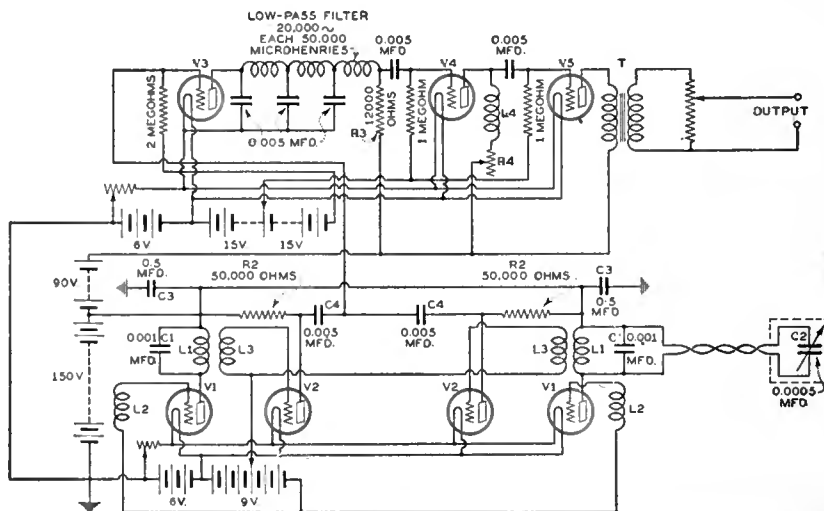 LOW-PASS FILTER
20,000~
EACH 50,000
MICROHENRIES
0.005
MFD.
0.005
MFD.
V3
V4
V5
T
2 MEGOHMS
12000
OHMS
R3
1 MEGOHM
L4
R4
1 MEGOHM
OUTPUT
0.005 MFD.
6V.
15V.
15V.
90V.
0.5
MFD.
C3
R2
50,000 OHMS
R2
50,000 OHMS
C3
0.5
MFD
C4
0.005
MFD.
C4
0.005
MFD.
0.001 C1
MFD.
L1
L3
L3
L1
C' 0.001
MFD.
C2
0.0005
MFD.
150V.
L2
V1
V2
V2
V1
L2
6V.
9V.